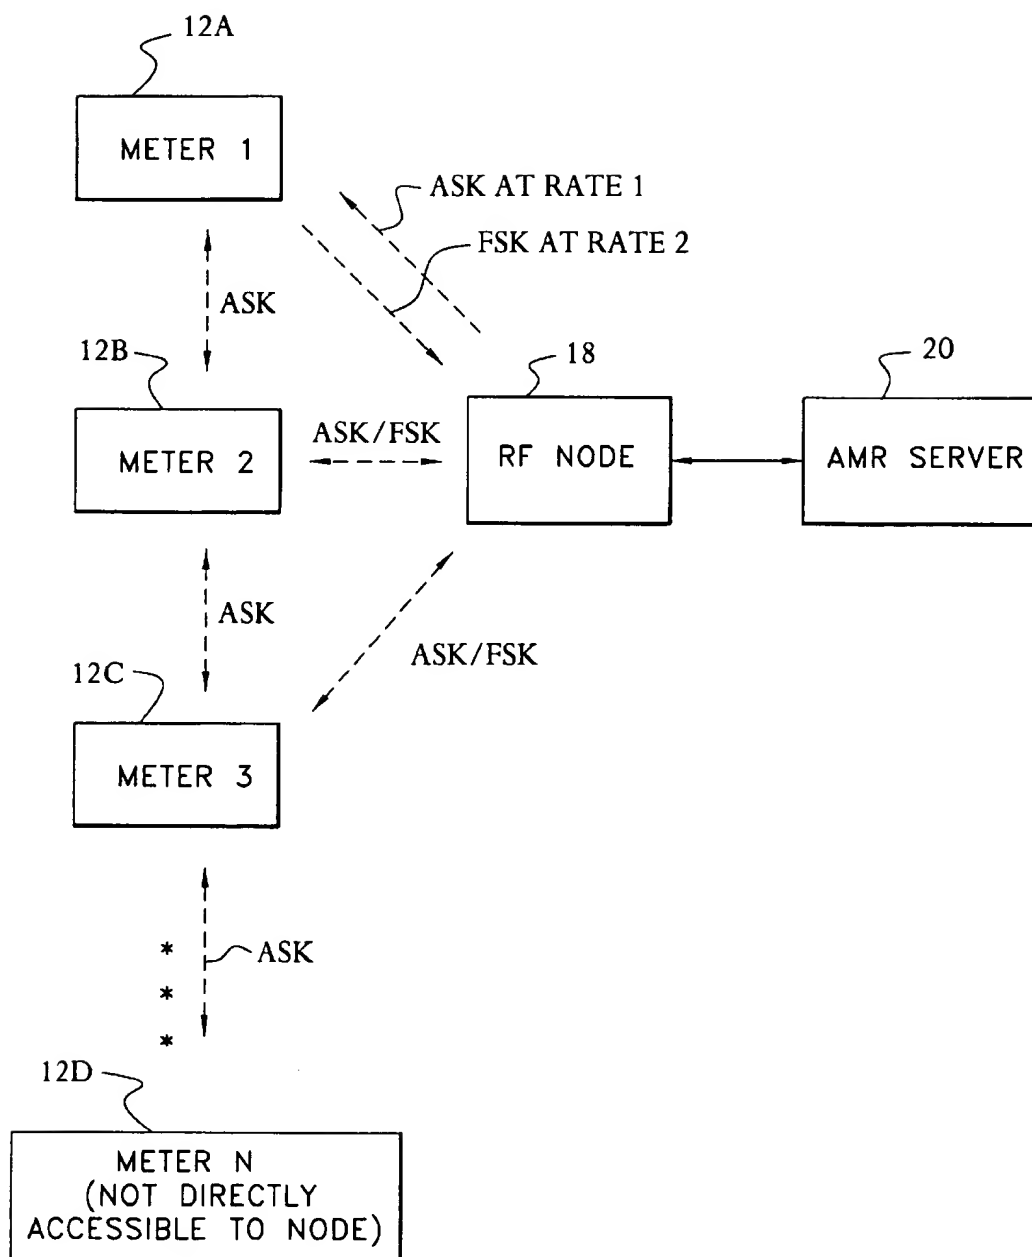 12A
METER 1
ASK AT RATE 1
FSK AT RATE 2
ASK
12B
18
20
METER 2
ASK/FSK
RF NODE
AMR SERVER
ASK
ASK/FSK
12C
METER 3
ASK
*
*
*
12D
METER N
(NOT DIRECTLY
ACCESSIBLE TO NODE)